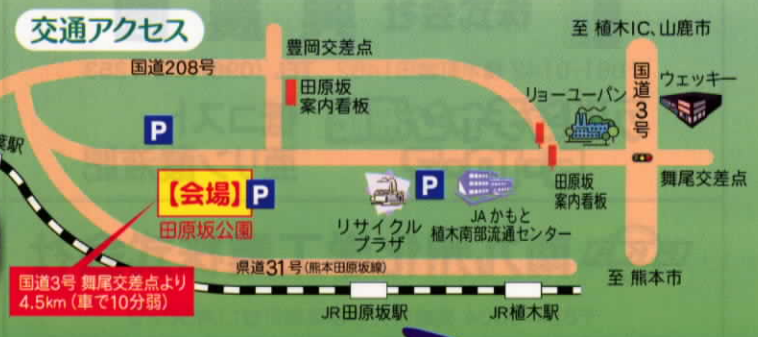 交通アクセス
国道208号
豊岡交差点
田原坂
案内看板
至 植木IC、山鹿市
国道3号
ウェッキー
リョーユーパン
P
田原坂
案内看板
舞尾交差点
【会場】
P
田原坂公園
リサイクル
プラザ
P
JAかもと
植木南部流通センター
県道31号(熊本田原坂線)
至 熊本市
国道3号 舞尾交差点より
4.5km(車で10分弱)
JR田原坂駅
JR植木駅